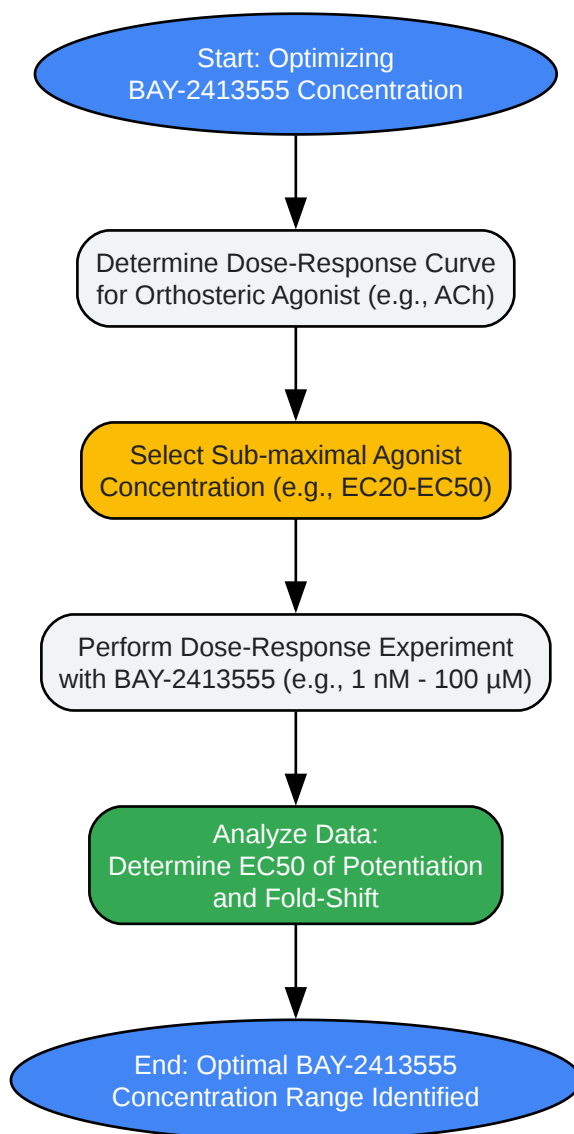 Start: Optimizing
BAY-2413555 Concentration
Determine Dose-Response Curve
for Orthosteric Agonist (e.g., ACh)
Select Sub-maximal Agonist
Concentration (e.g., EC20-EC50)
Perform Dose-Response Experiment
with BAY-2413555 (e.g., 1 nM - 100 µM)
Analyze Data:
Determine EC50 of Potentiation
and Fold-Shift
End: Optimal BAY-2413555
Concentration Range Identified